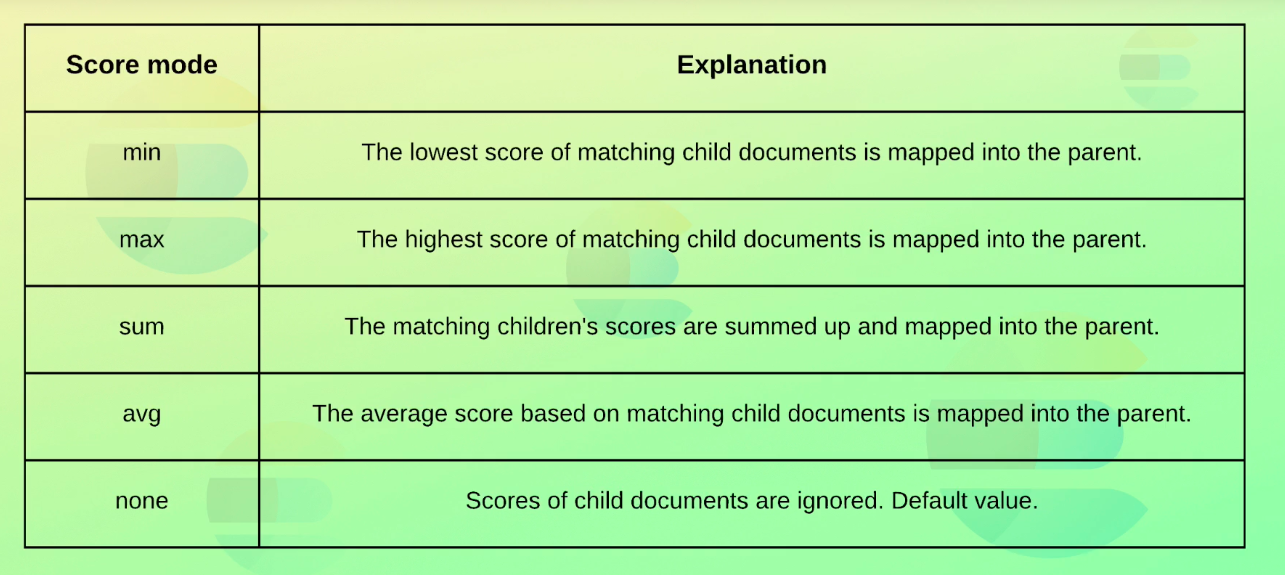 Score mode
Explanation
min
The lowest score of matching child documents is mapped into the parent.
max
The highest score of matching child documents is mapped into the parent.
sum
The matching children's scores are summed up and mapped into the parent.
avg
The average score based on matching child documents is mapped into the parent.
none
Scores of child documents are ignored. Default value.